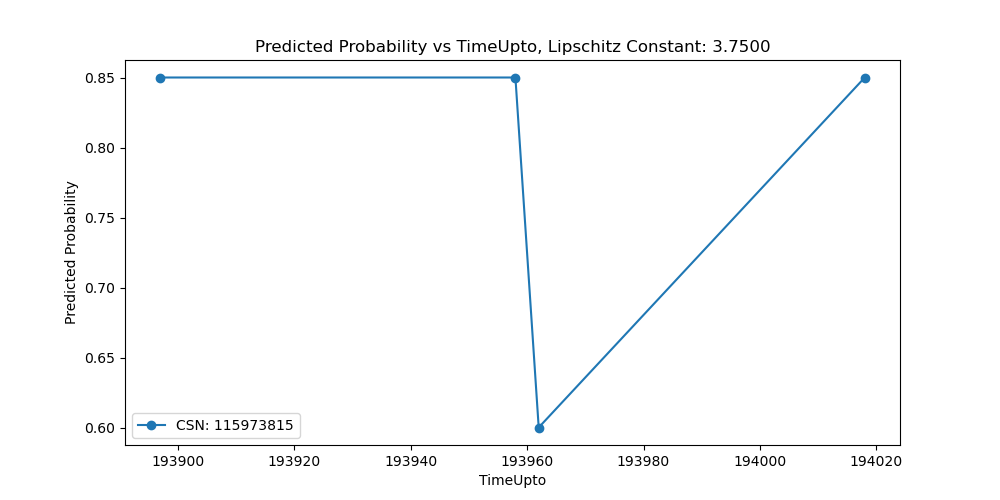 Predicted Probability vs TimeUpto, Lipschitz Constant: 3.7500
Predicted Probability
0.85
0.80
0.75
0.70
0.65
0.60
CSN: 115973815
193900 193920 193940 193960 193980 194000 194020
TimeUpto